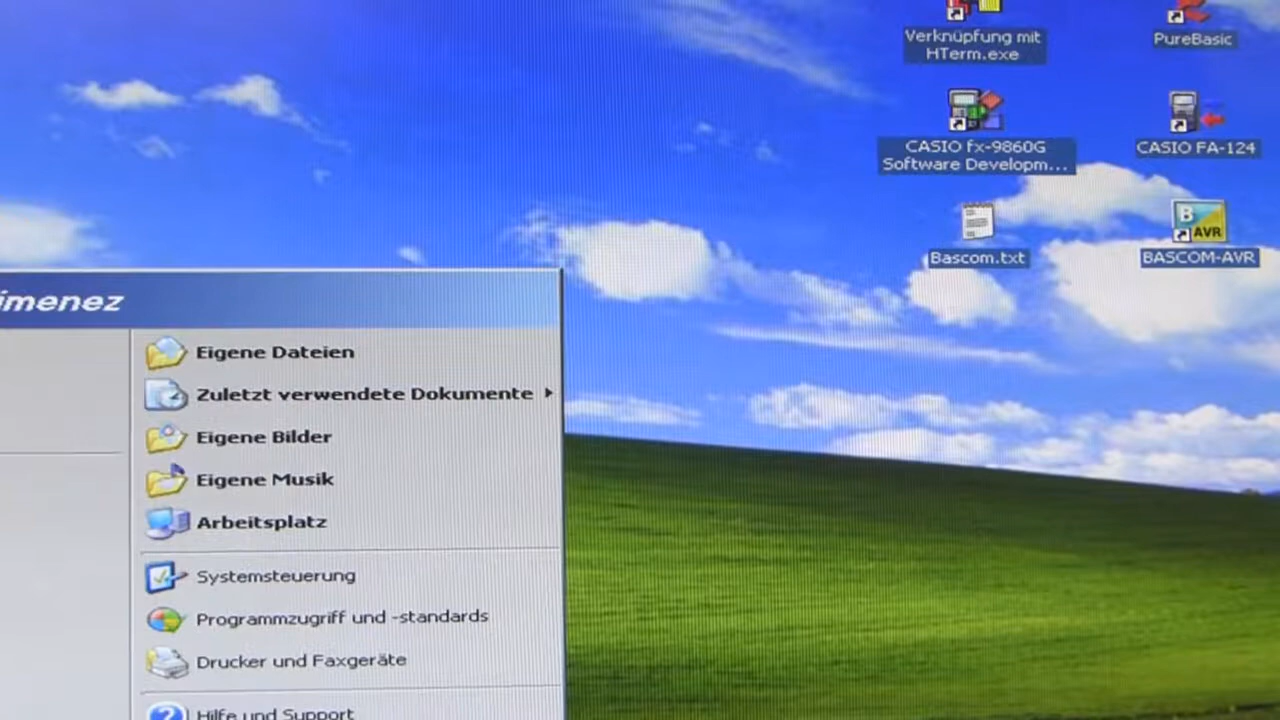 Verknüpfung mit
HTerm.exe
PureBasic
CASIO fx-9860G
Software Developm...
CASIO FA-124
Bascom.txt
B
AVR
BASCOM-AVR
imenez
Eigene Dateien
Zuletzt verwendete Dokumente
Eigene Bilder
Eigene Musik
Arbeitsplatz
Systemsteuerung
Programmzugriff und -standards
Drucker und Faxgeräte
Hilfe und Support